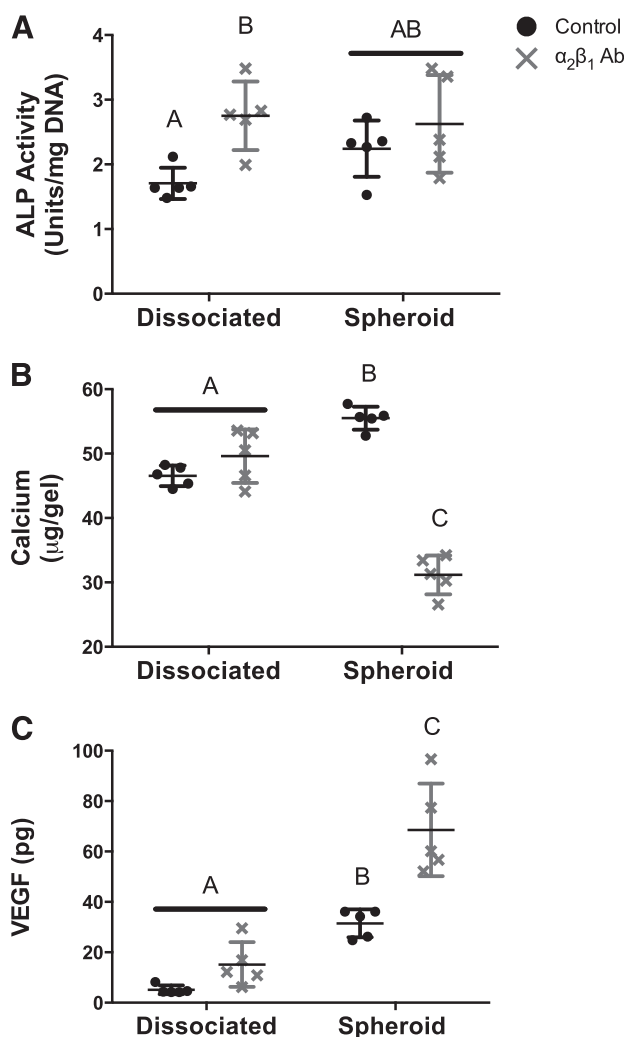 A
Control
α2β1 Ab
ALP Activity
(Units/mg DNA)
4
3
2
1
0
A
B
AB
Dissociated
Spheroid
B
Calcium
(μg/gel)
60
50
40
30
20
A
B
C
Dissociated
Spheroid
C
VEGF (pg)
100
80
60
40
20
0
A
B
C
Dissociated
Spheroid